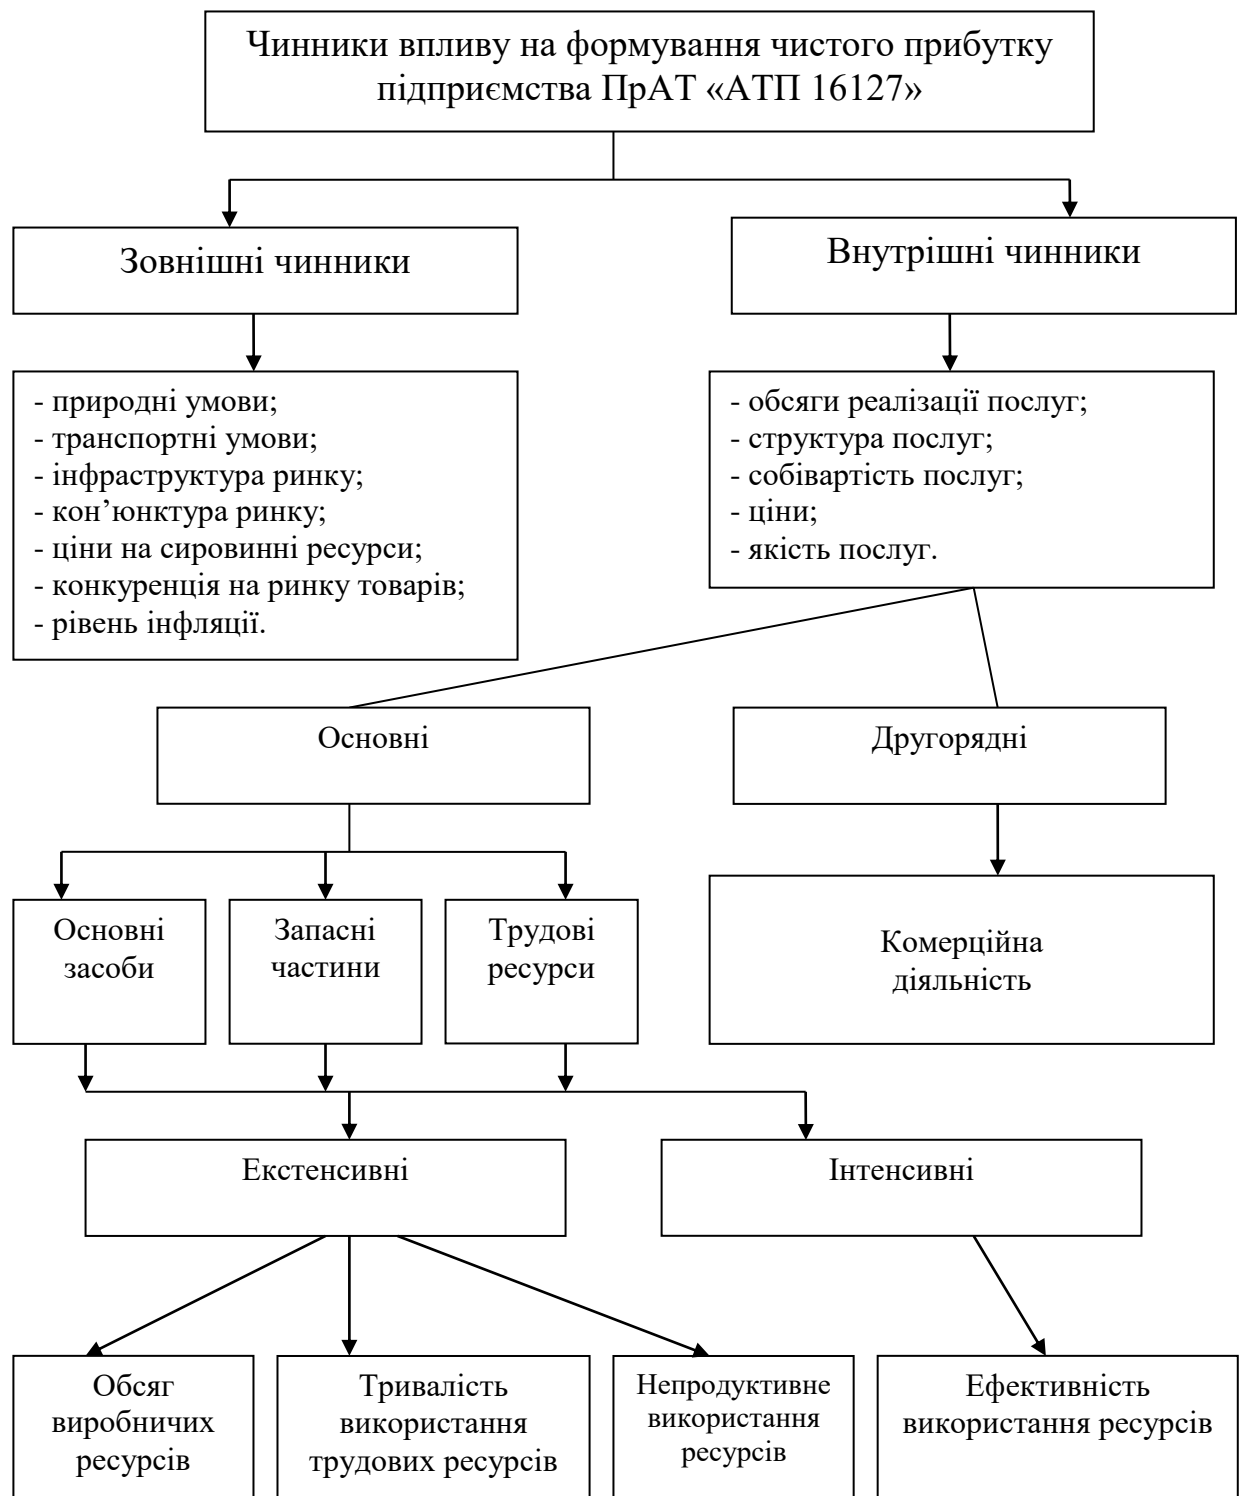 Чинники впливу на формування чистого прибутку
підприємства ПрАТ «АТП 16127»
Зовнішні чинники
Внутрішні чинники
- природні умови;
- транспортні умови;
- інфраструктура ринку;
- кон’юнктура ринку;
- ціни на сировинні ресурси;
- конкуренція на ринку товарів;
- рівень інфляції.
- обсяги реалізації послуг;
- структура послуг;
- собівартість послуг;
- ціни;
- якість послуг.
Основні
Другорядні
Основні
засоби
Запасні
частини
Трудові
ресурси
Комерційна
діяльність
Екстенсивні
Інтенсивні
Обсяг
виробничих
ресурсів
Тривалість
використання
трудових ресурсів
Непродуктивне
використання
ресурсів
Ефективність
використання ресурсів